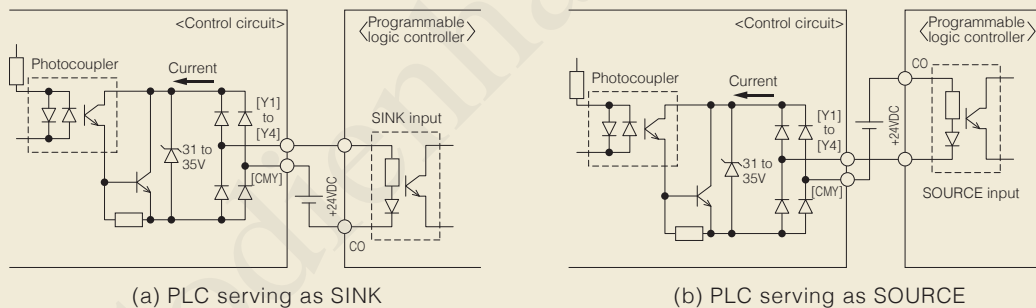 <Control circuit>
<Programmable
logic controller>
Photocoupler
Current
[Y1]
to
[Y4]
SINK input
31 to
35V
[CMY]
+24VDC
CO
(a) PLC serving as SINK
<Control circuit>
<Programmable
logic controller>
CO
Photocoupler
Current
[Y1]
to
[Y4]
+24VDC
31 to
35V
[CMY]
SOURCE input
(b) PLC serving as SOURCE